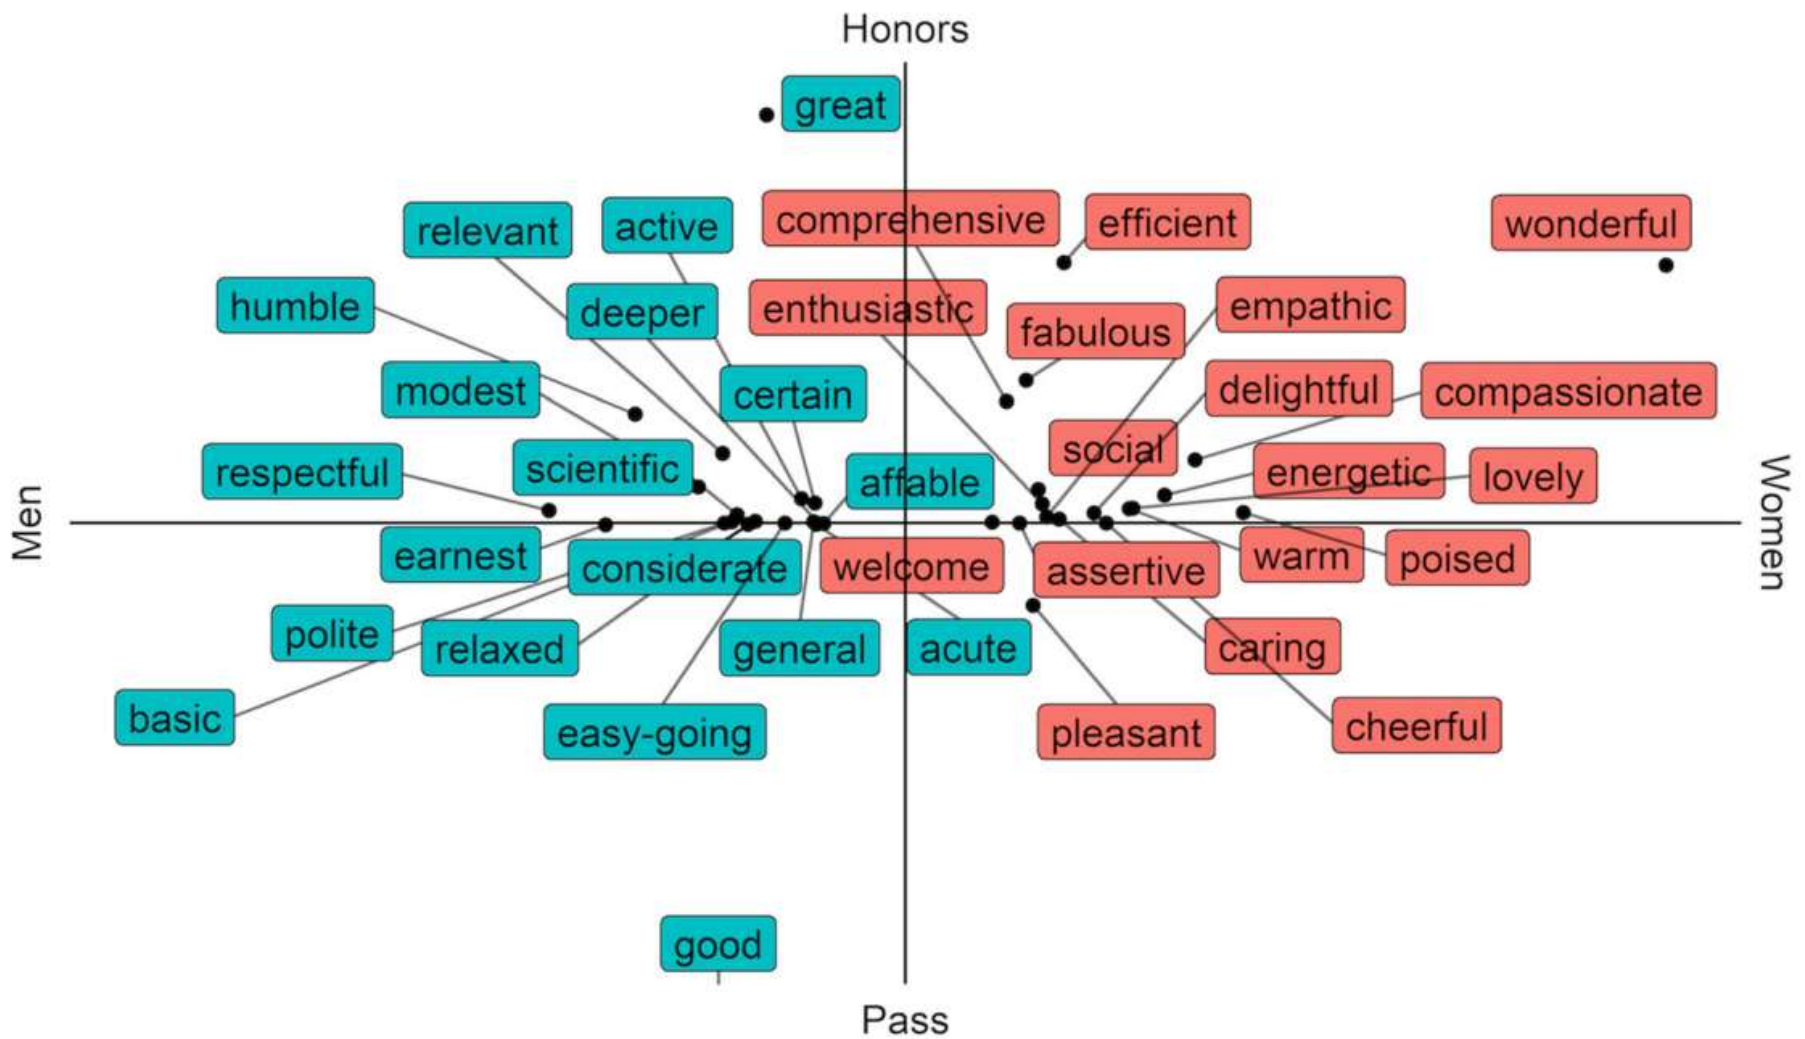 Honors
great
relevant
active
comprehensive
efficient
wonderful
humble
deeper
enthusiastic
fabulous
empathic
modest
certain
delightful
compassionate
respectful
scientific
affable
social
energetic
lovely
Men
Women
earnest
considerate
welcome
assertive
warm
poised
polite
relaxed
general
acute
caring
basic
easy-going
pleasant
cheerful
good
Pass